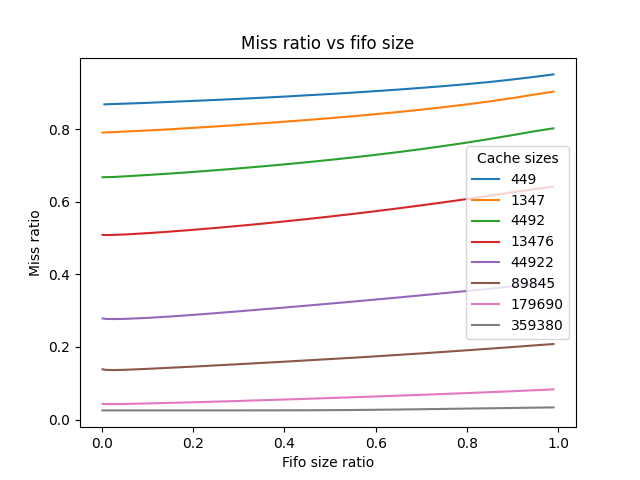 Miss ratio vs fifo size
Miss ratio
0.8
0.6
0.4
0.2
0.0
Cache sizes
449
1347
4492
13476
44922
89845
179690
359380
0.0 0.2 0.4 0.6 0.8 1.0
Fifo size ratio